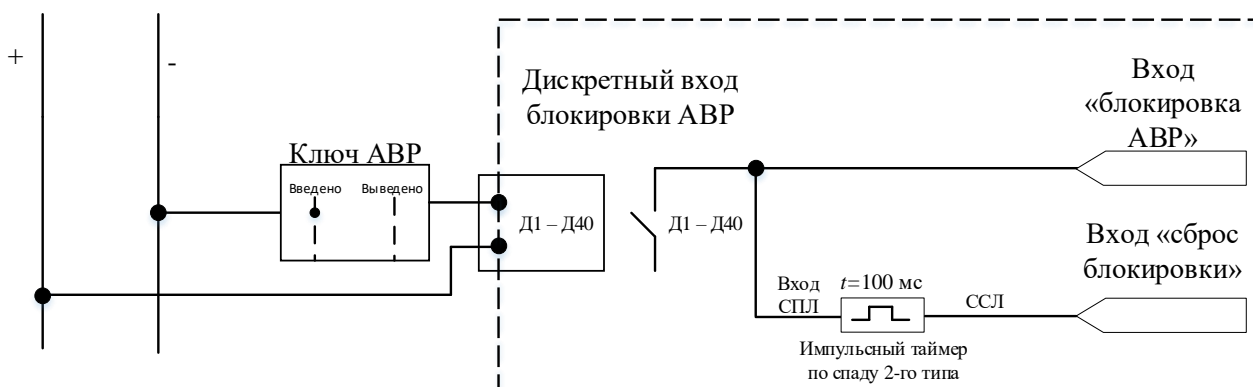 +
-
Дискретный вход
блокировки АВР
Вход
«блокировка
АВР»
Ключ АВР
Введено
Выведено
Д1 – Д40
Д1 – Д40
Вход «сброс
блокировки»
Вход
СПЛ
t=100 мс
ССЛ
Импульсный таймер
по спаду 2-го типа